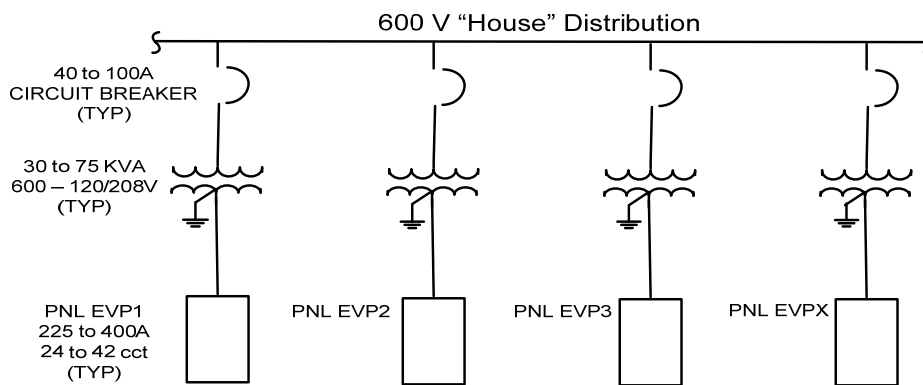 600 V “House” Distribution
40 to 100A
CIRCUIT BREAKER
(TYP)
30 to 75 KVA
600 – 120/208V
(TYP)
PNL EVP1
225 to 400A
24 to 42 cct
(TYP)
PNL EVP2
PNL EVP3
PNL EVPX